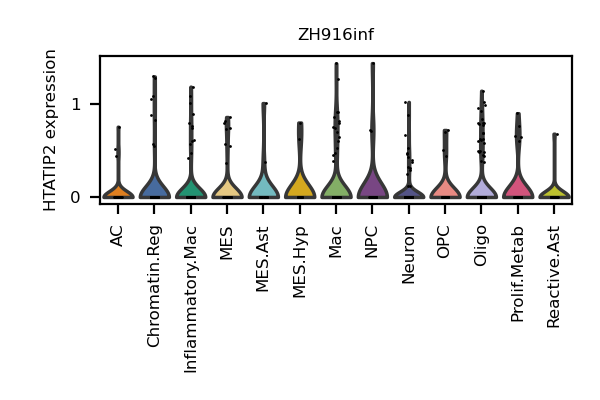 ZH916inf
HTATIP2 expression
1
0
AC
Chromatin.Reg
Inflammatory.Mac
MES
MES.Ast
MES.Hyp
Mac
NPC
Neuron
OPC
Oligo
Prolif.Metab
Reactive.Ast